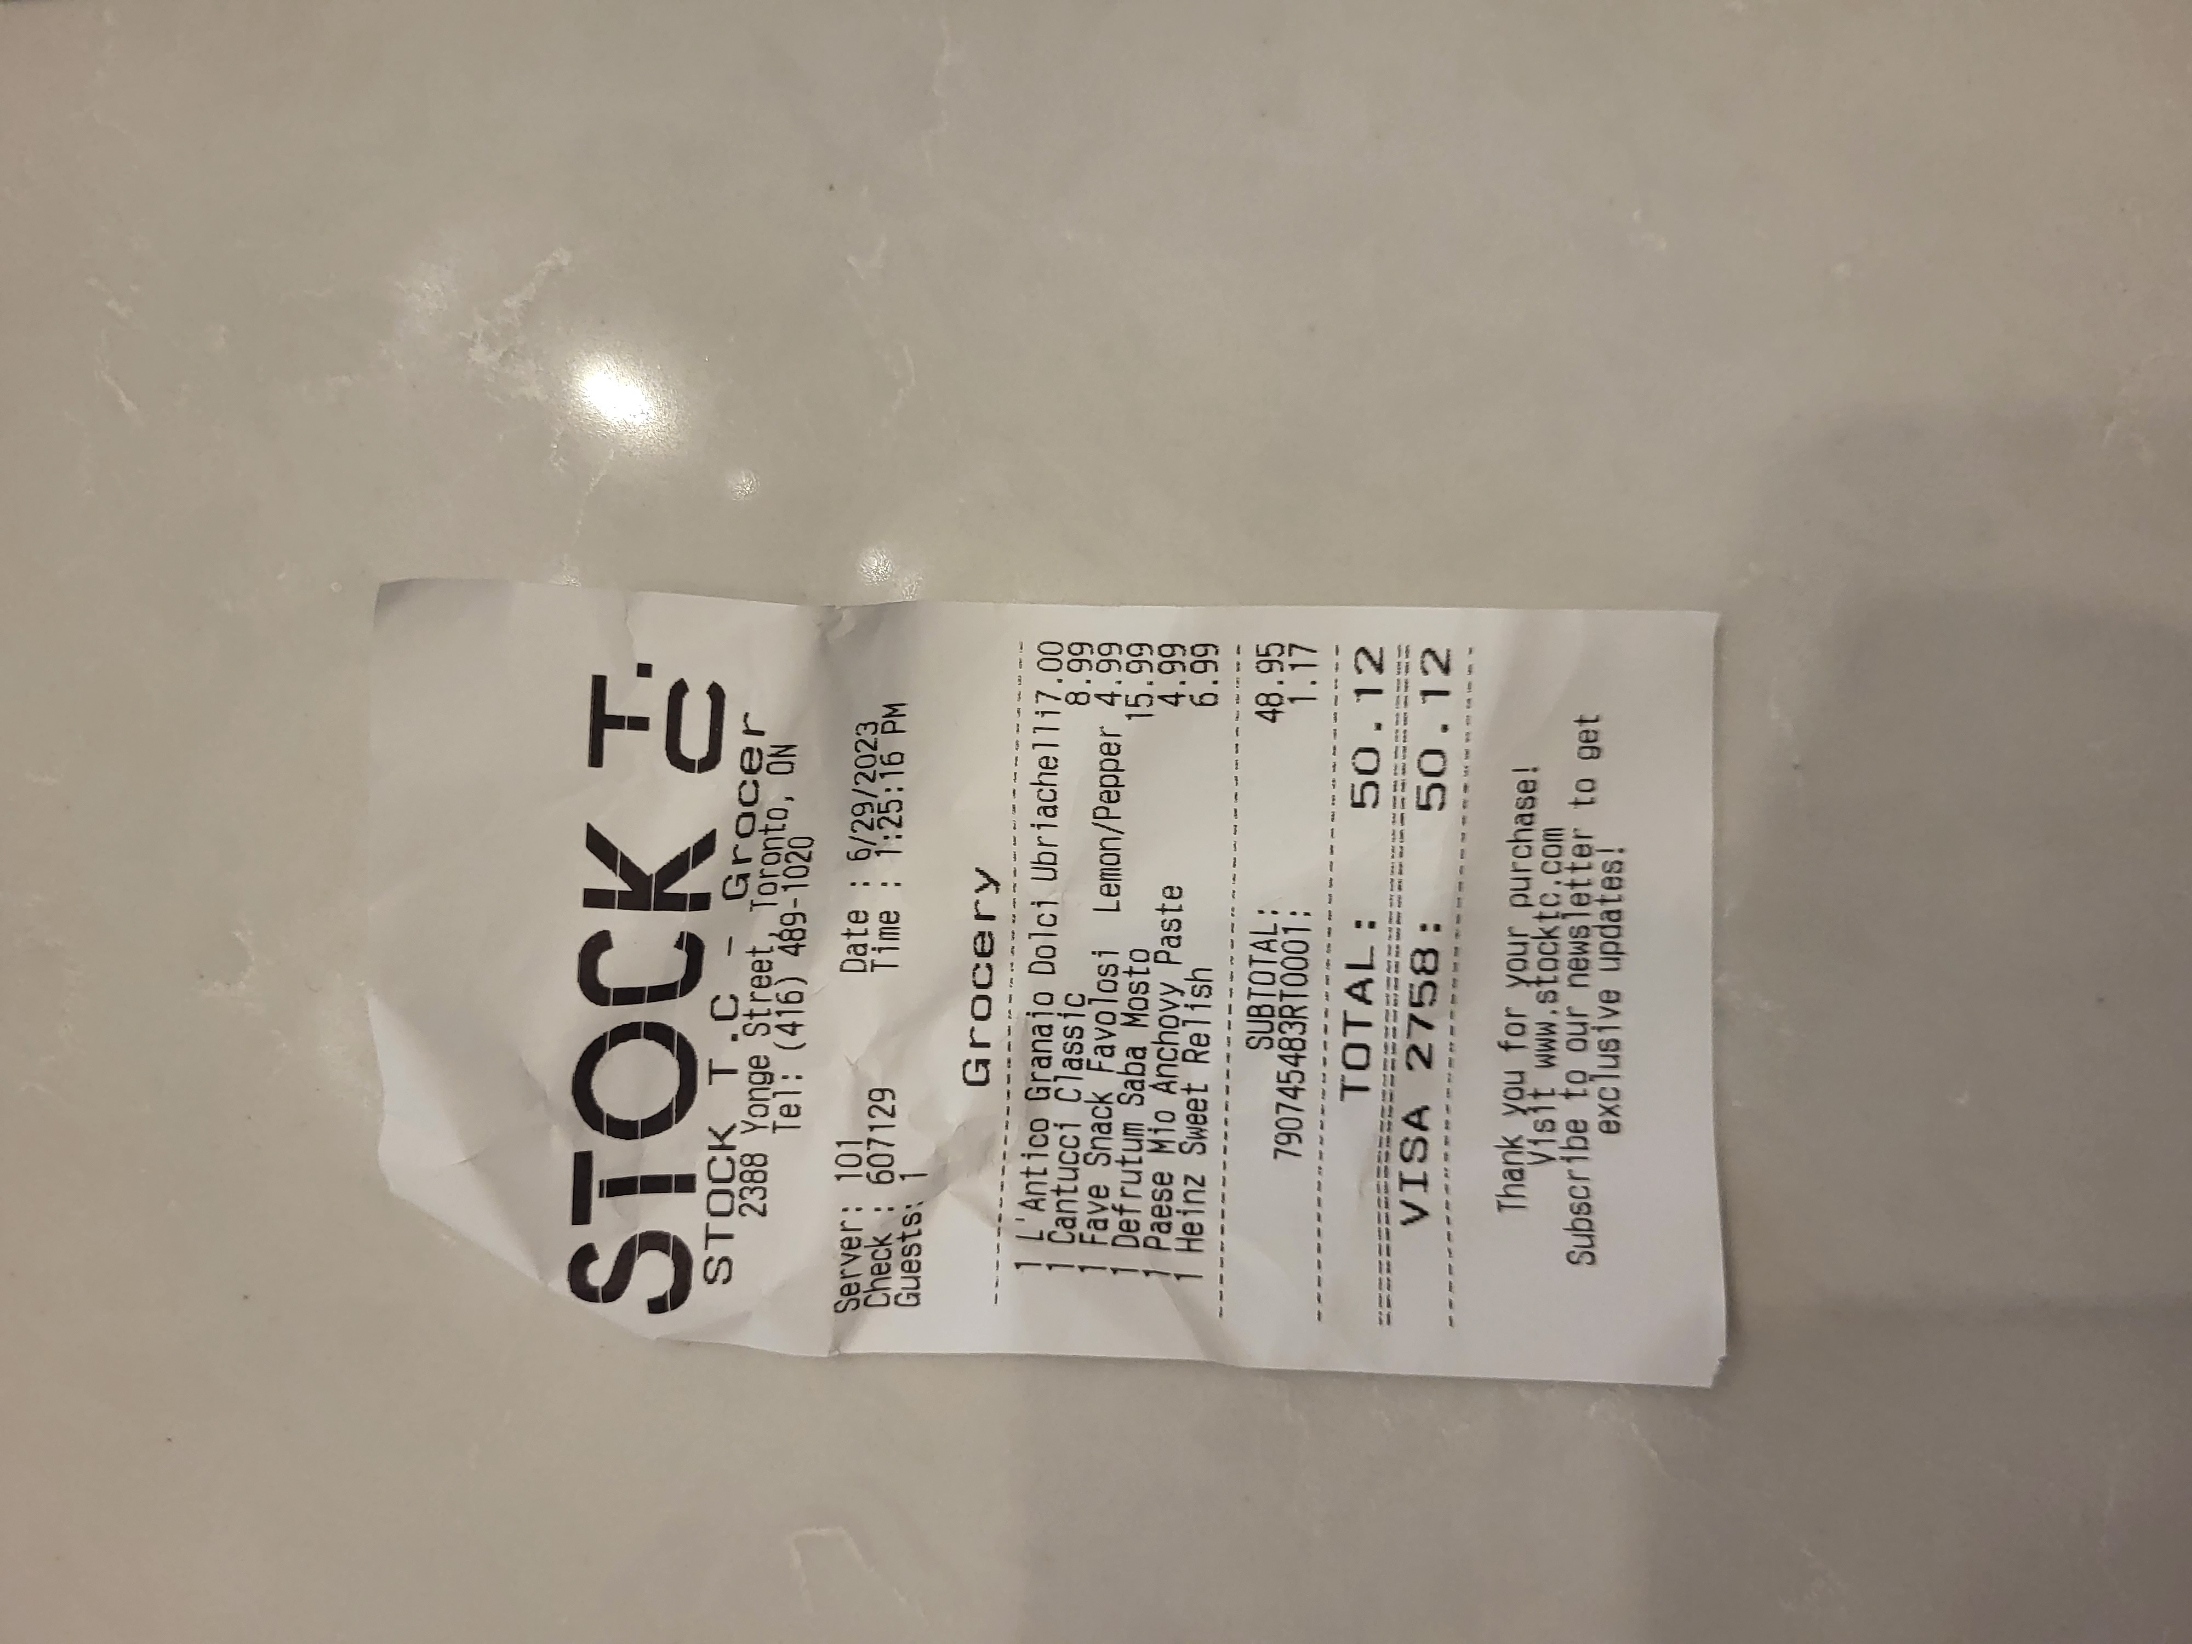 STOCK T.C
STOCK T.C - Grocer
2388 Yonge Street, Toronto, ON
Tel: (416) 489-1020
Server: 101 Date : 6/29/2023
Check : 607129 Time : 1:25:16 PM
Guests: 1
Grocery
1 L'Antico Granaio Dolci Ubriachelli7.00
1 Cantucci Classic 8.99
1 Fave Snack Favolosi Lemon/Pepper 4.99
1 Defrutum Saba Mosto 15.99
1 Paese Mio Anchovy Paste 4.99
1 Heinz Sweet Relish 6.99
SUBTOTAL: 48.95
790745483RT0001: 1.17
TOTAL: 50.12
VISA 2758: 50.12
Thank you for your purchase!
Visit www.stocktc.com
Subscribe to our newsletter to get
exclusive updates!